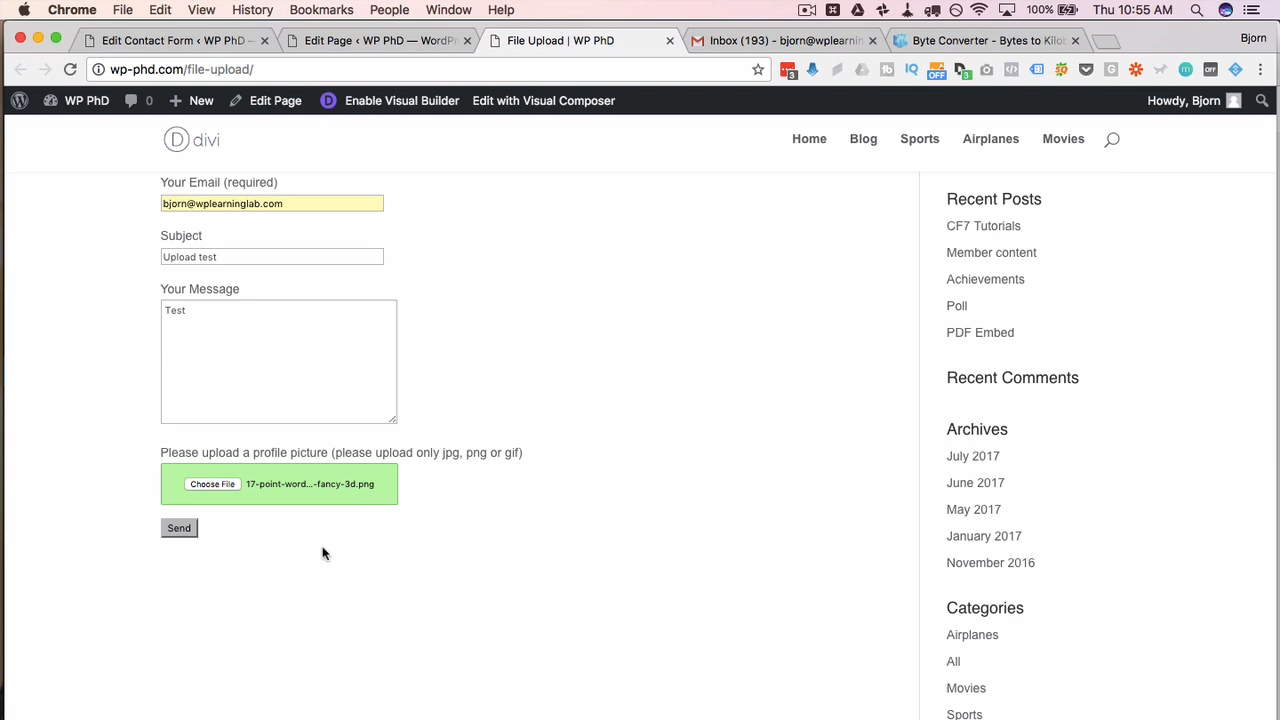 Chrome File Edit View History Bookmarks People Window Help 100% Thu 10:55 AM
Edit Contact Form ‹ WP PhD — Edit Page ‹ WP PhD — WordPr File Upload | WP PhD Inbox (193) - bjorn@wplearnin Byte Converter - Bytes to Kilob Bjorn
wp-phd.com/file-upload/
WP PhD 0 New Edit Page Enable Visual Builder Edit with Visual Composer Howdy, Bjorn
divi Home Blog Sports Airplanes Movies
Your Email (required)
bjorn@wplearninglab.com
Subject
Upload test
Your Message
Test
Please upload a profile picture (please upload only jpg, png or gif)
Choose File 17-point-word...-fancy-3d.png
Send
Recent Posts
CF7 Tutorials
Member content
Achievements
Poll
PDF Embed
Recent Comments
Archives
July 2017
June 2017
May 2017
January 2017
November 2016
Categories
Airplanes
All
Movies
Sports